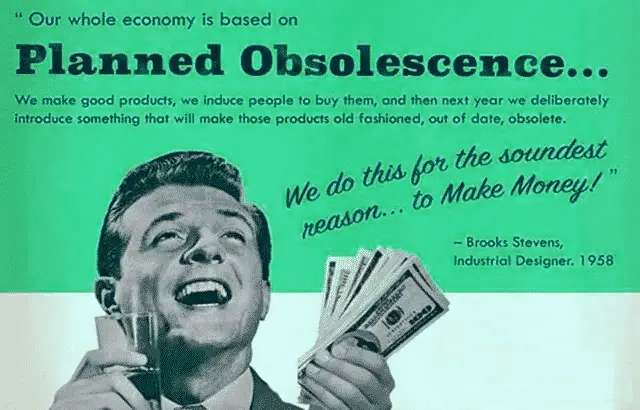 “ Our whole economy is based on
Planned Obsolescence...
We make good products, we induce people to buy them, and then next year we deliberately
introduce something that will make those products old fashioned, out of date, obsolete.
We do this for the soundest
reason... to Make Money! ”
– Brooks Stevens,
Industrial Designer. 1958
100